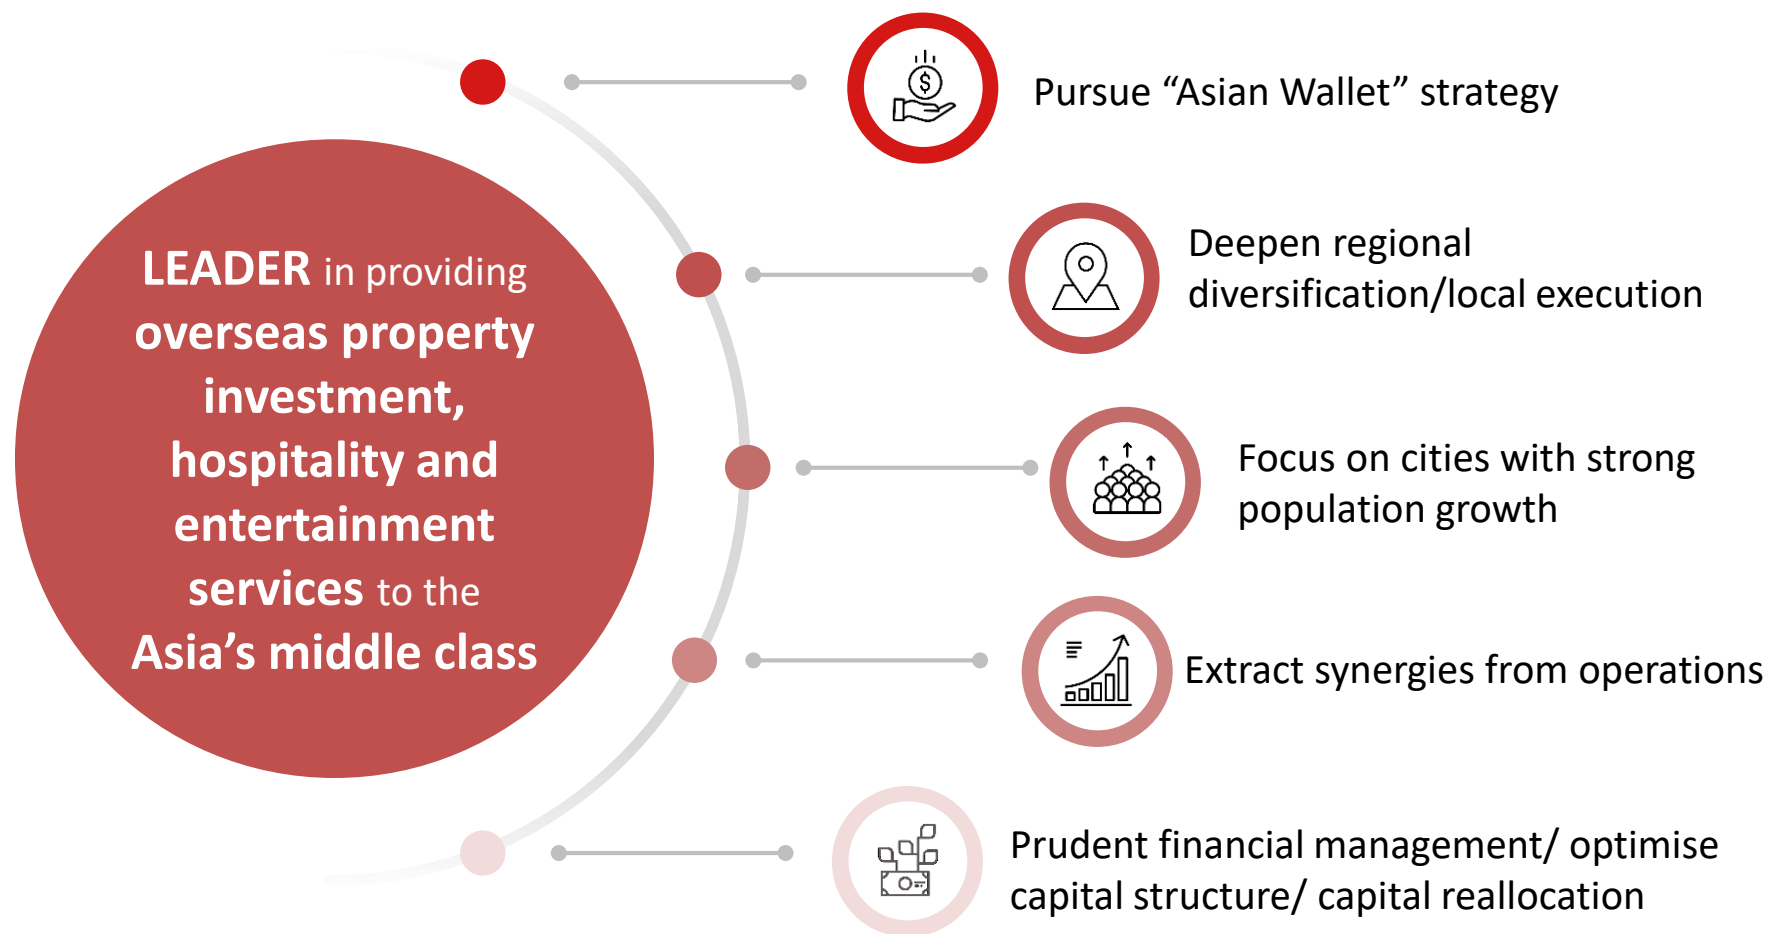 LEADER in providing
overseas property
investment,
hospitality and
entertainment
services to the
Asia’s middle class
Pursue “Asian Wallet” strategy
Deepen regional
diversification/local execution
Focus on cities with strong
population growth
Extract synergies from operations
Prudent financial management/ optimise
capital structure/ capital reallocation